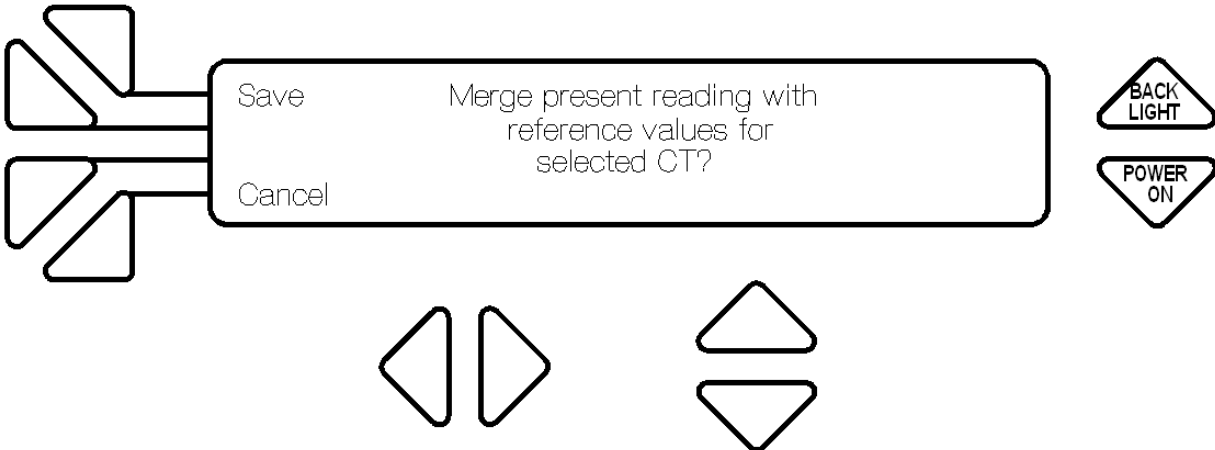 Save
Merge present reading with
reference values for
selected CT?
Cancel
BACK
LIGHT
POWER
ON